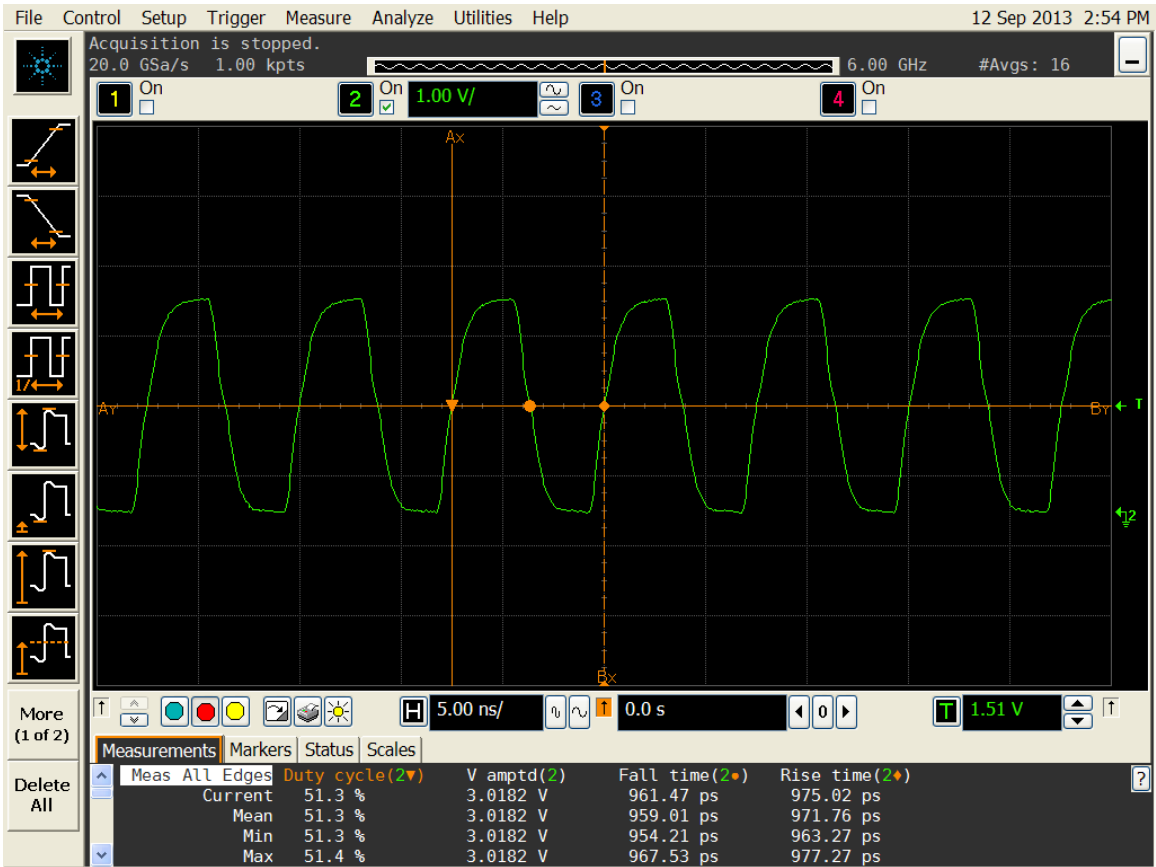 File Control Setup Trigger Measure Analyze Utilities Help 12 Sep 2013 2:54 PM
Acquisition is stopped.
20.0 GSa/s 1.00 kpts 6.00 GHz #Avgs: 16
1 On 2 On 1.00 V/ 3 On 4 On
Ax
AY BY T
2
Bx
1/
More
(1 of 2)
Delete
All
H 5.00 ns/ 0.0 s 0 T 1.51 V
Measurements Markers Status Scales
Meas All Edges Duty cycle(2▼) V amptd(2) Fall time(2●) Rise time(2♦) ?
Current 51.3 % 3.0182 V 961.47 ps 975.02 ps
Mean 51.3 % 3.0182 V 959.01 ps 971.76 ps
Min 51.3 % 3.0182 V 954.21 ps 963.27 ps
Max 51.4 % 3.0182 V 967.53 ps 977.27 ps